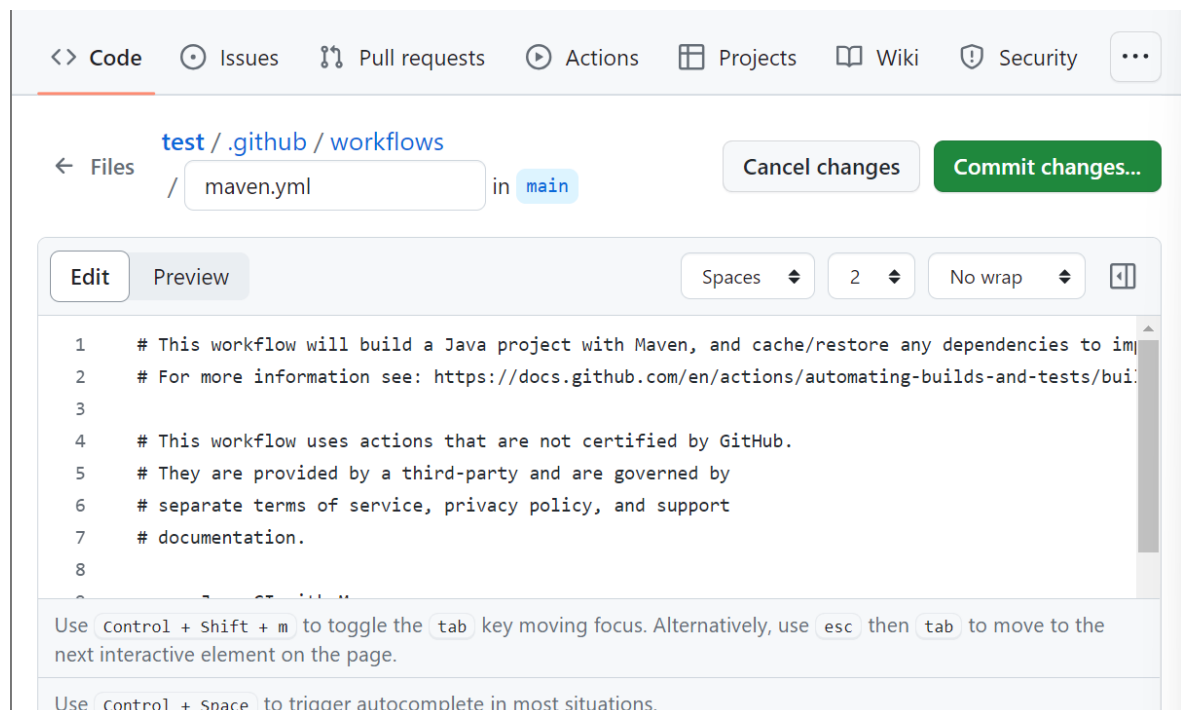 <> Code Issues Pull requests Actions Projects Wiki Security ...
Files
test / .github / workflows
/ maven.yml in main
Cancel changes Commit changes...
Edit Preview Spaces 2 No wrap
1 # This workflow will build a Java project with Maven, and cache/restore any dependencies to
2 # For more information see: https://docs.github.com/en/actions/automating-builds-and-tests/bui
3
4 # This workflow uses actions that are not certified by GitHub.
5 # They are provided by a third-party and are governed by
6 # separate terms of service, privacy policy, and support
7 # documentation.
8
Use Control + Shift + m to toggle the tab key moving focus. Alternatively, use esc then tab to move to the
next interactive element on the page.
Use Control + Space to trigger autocomplete in most situations.